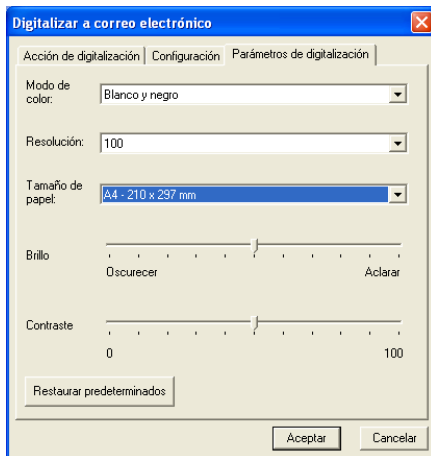 Digitalizar a correo electrónico
Acción de digitalización
Configuración
Parámetros de digitalización
Modo de
color:
Blanco y negro
Resolución:
100
Tamaño de
papel:
A4 - 210 x 297 mm
Brillo
Oscurecer
Aclarar
Contraste
0
100
Restaurar predeterminados
Aceptar
Cancelar